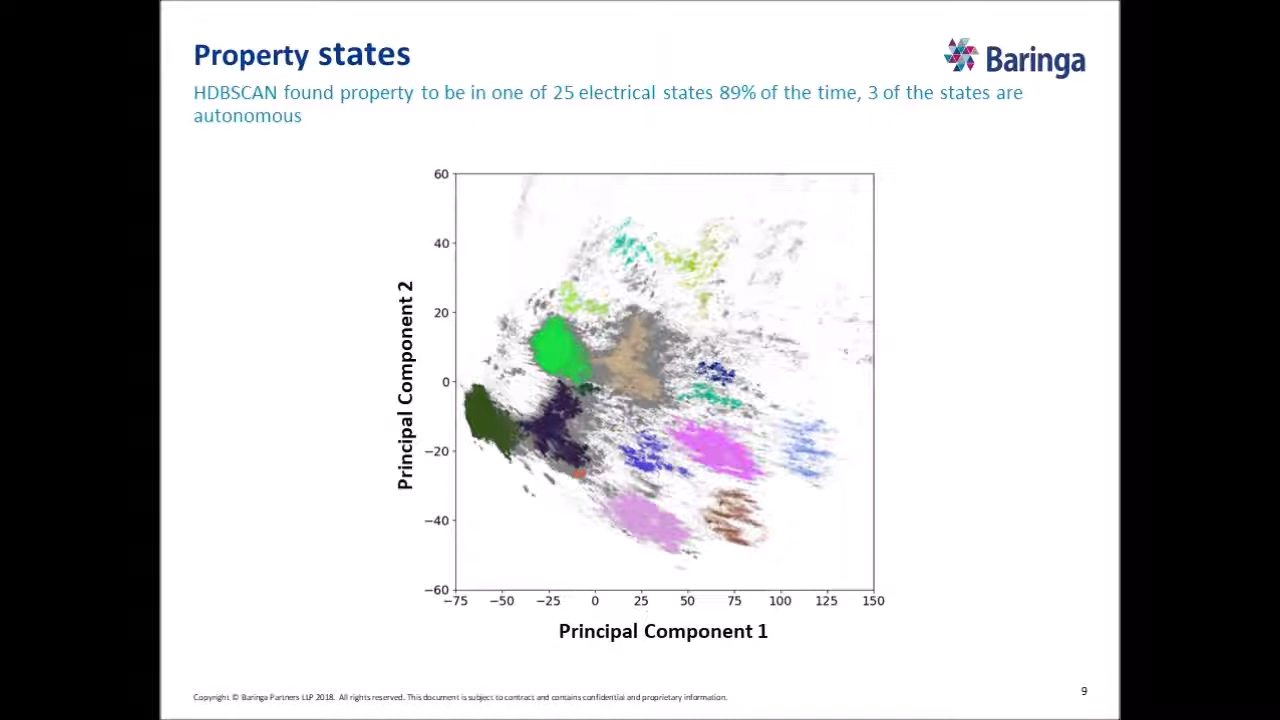 Property states
Baringa
HDBSCAN found property to be in one of 25 electrical states 89% of the time, 3 of the states are
autonomous
60
40
20
0
−20
−40
−60
Principal Component 2
−75 −50 −25 0 25 50 75 100 125 150
Principal Component 1
Copyright © Baringa Partners LLP 2018. All rights reserved. This document is subject to contract and contains confidential and proprietary information.
9